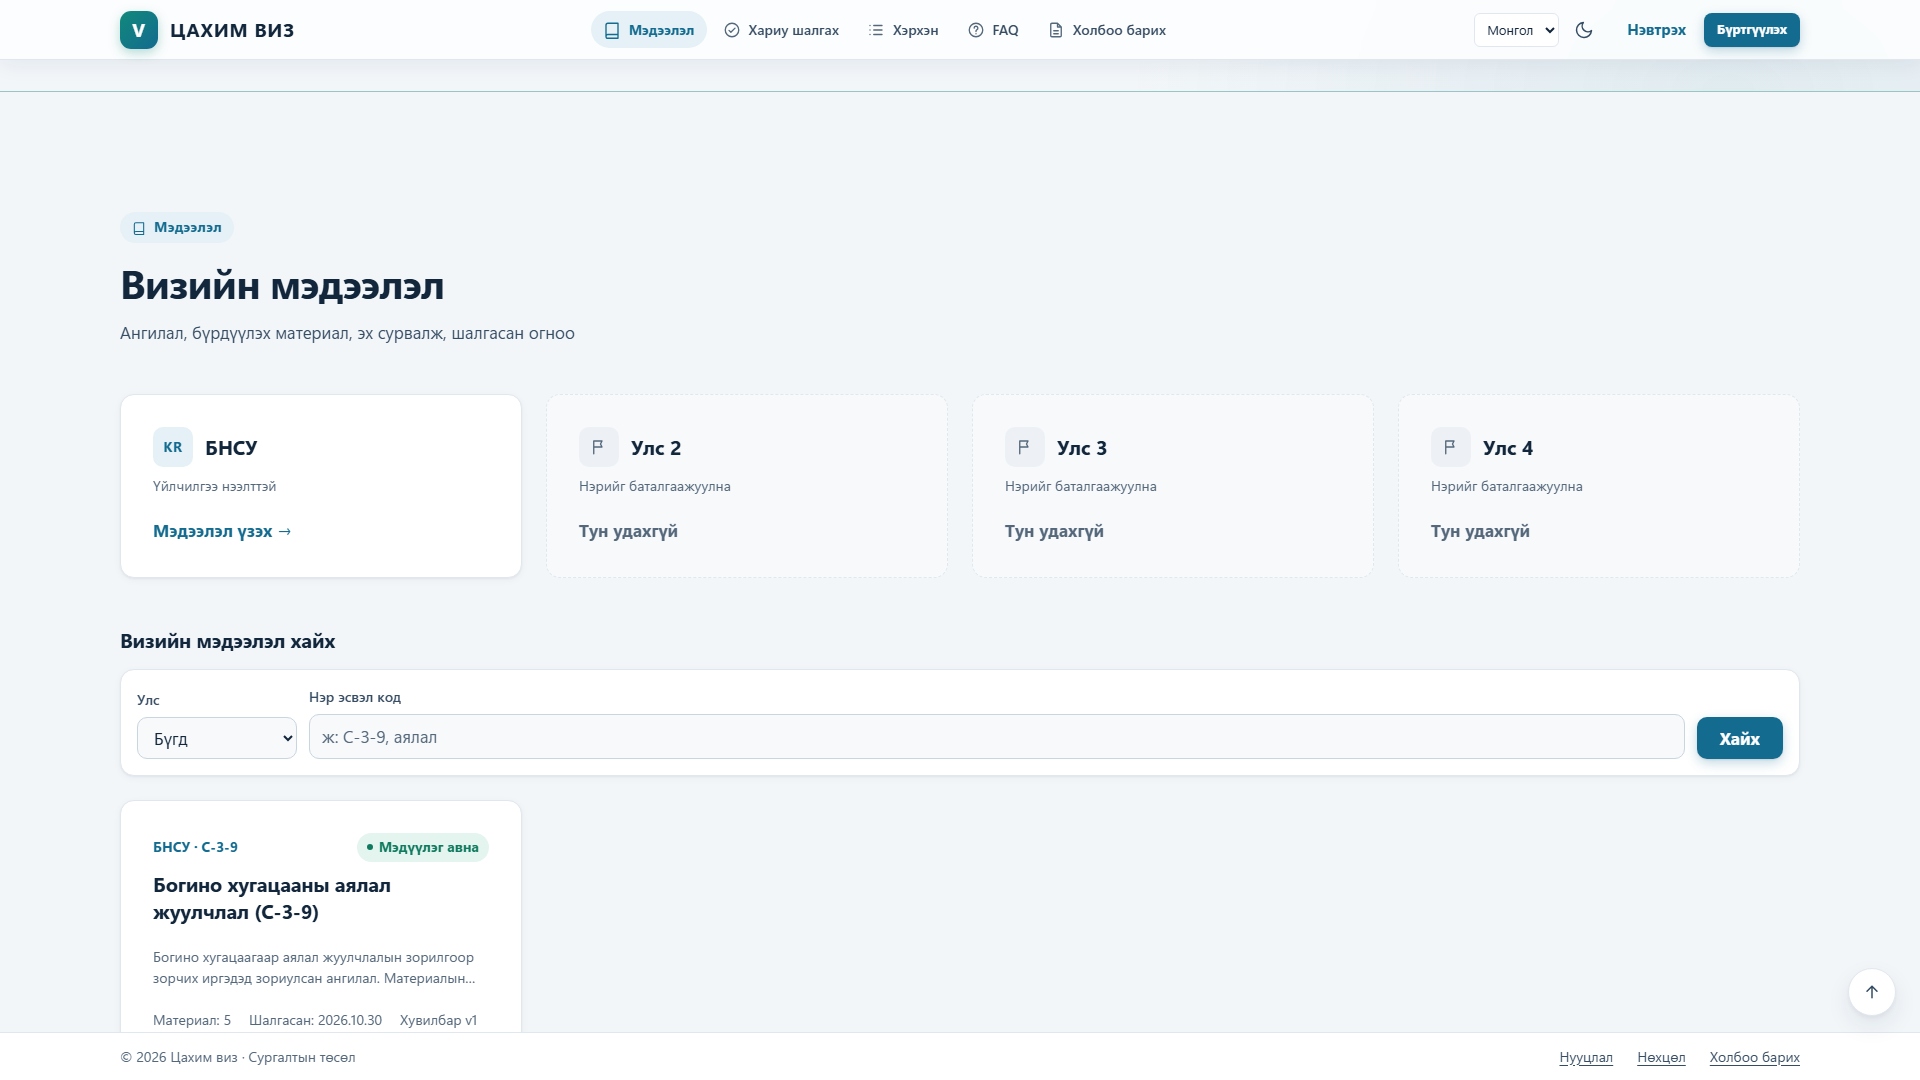 V ЦАХИМ ВИЗ
Мэдээлэл
Хариу шалгах
Хэрхэн
FAQ
Холбоо барих
Монгол
Нэвтрэх
Бүртгүүлэх
Мэдээлэл
Визийн мэдээлэл
Ангилал, бүрдүүлэх материал, эх сурвалж, шалгасан огноо
KR БНСУ
Үйлчилгээ нээлттэй
Мэдээлэл үзэх →
Улс 2
Нэрийг баталгаажуулна
Тун удахгүй
Улс 3
Нэрийг баталгаажуулна
Тун удахгүй
Улс 4
Нэрийг баталгаажуулна
Тун удахгүй
Визийн мэдээлэл хайх
Улс
Бүгд
Нэр эсвэл код
ж: C-3-9, аялал
Хайх
БНСУ · C-3-9
Мэдүүлэг авна
Богино хугацааны аялал
жуулчлал (C-3-9)
Богино хугацаагаар аялал жуулчлалын зорилгоор
зорчих иргэдэд зориулсан ангилал. Материалын...
Материал: 5 Шалгасан: 2026.10.30 Хувилбар v1
© 2026 Цахим виз · Сургалтын төсөл
Нууцлал
Нөхцөл
Холбоо барих